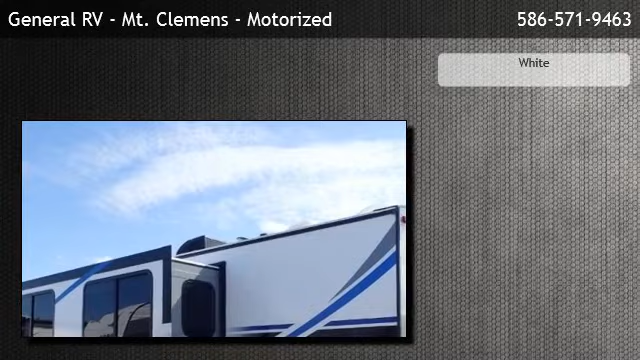 General RV - Mt. Clemens - Motorized
586-571-9463
White